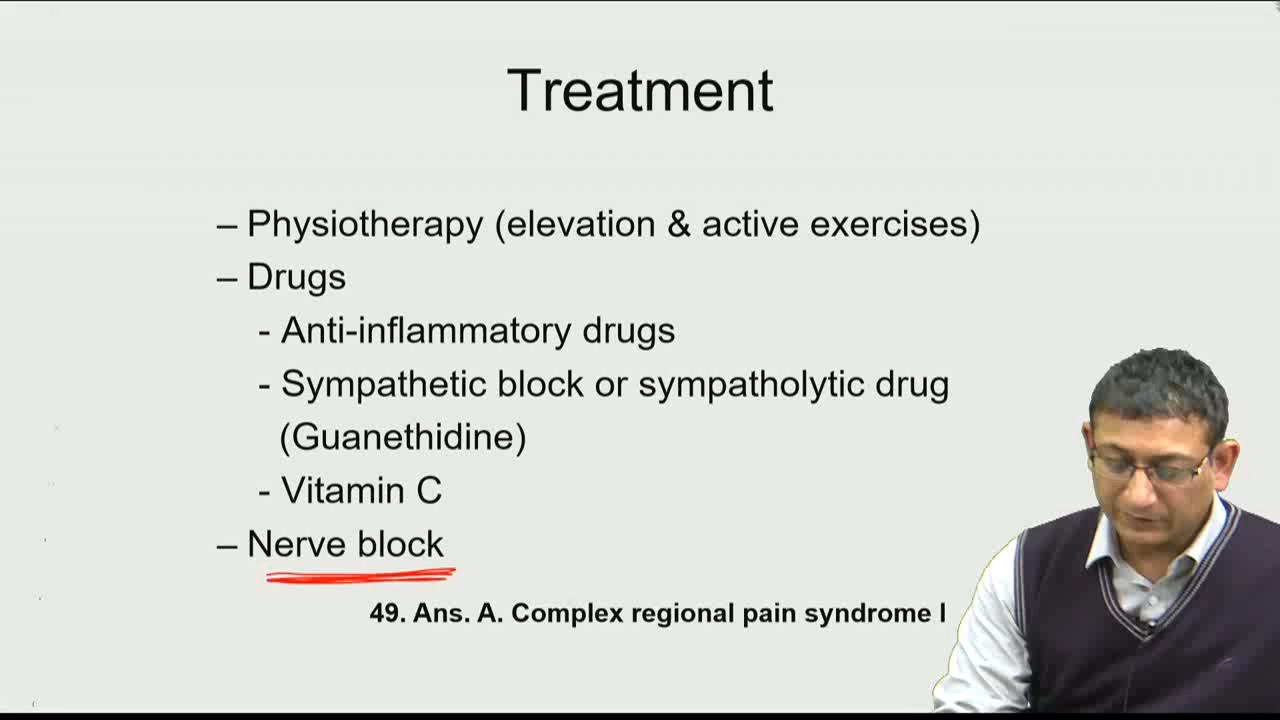 Treatment
– Physiotherapy (elevation & active exercises)
– Drugs
- Anti-inflammatory drugs
- Sympathetic block or sympatholytic drug
(Guanethidine)
- Vitamin C
– Nerve block
49. Ans. A. Complex regional pain syndrome I